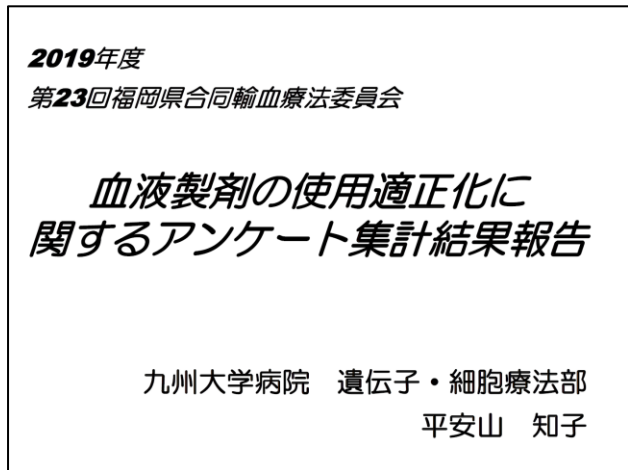 2019年度
第23回福岡県合同輸血療法委員会
血液製剤の使用適正化に
関するアンケート集計結果報告
九州大学病院　遺伝子・細胞療法部
平安山　知子